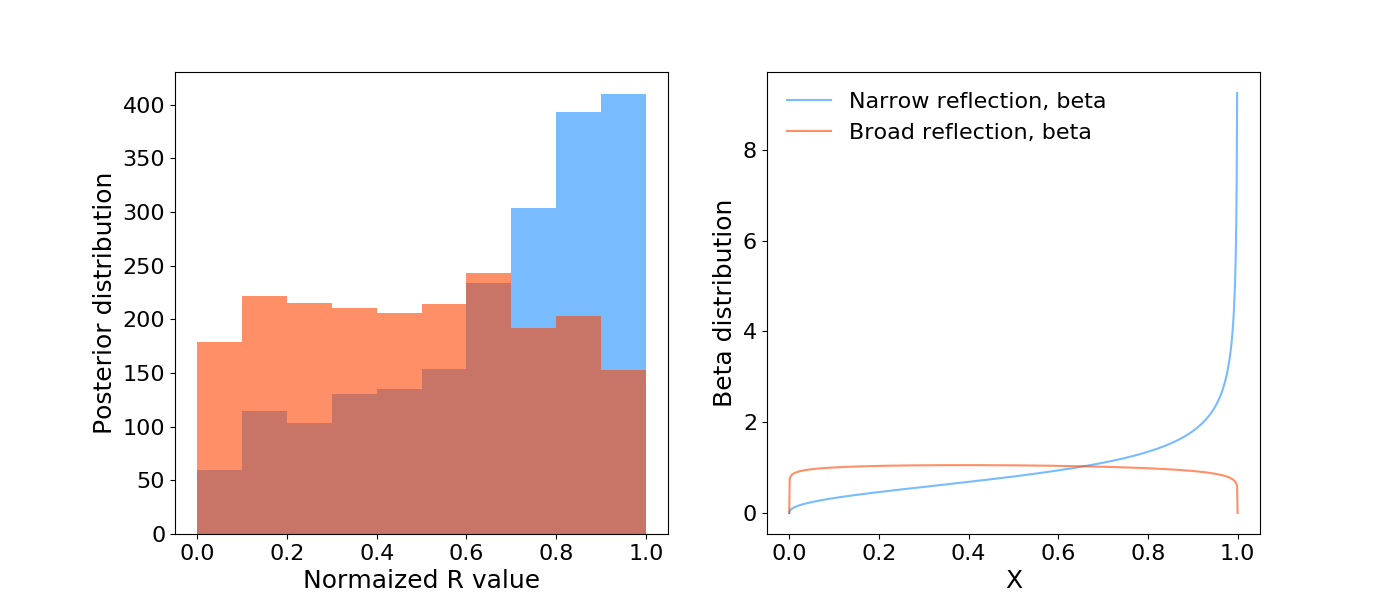 Posterior distribution
400
350
300
250
200
150
100
50
0
0.0 0.2 0.4 0.6 0.8 1.0
Normaized R value
Beta distribution
8
6
4
2
0
Narrow reflection, beta
Broad reflection, beta
0.0 0.2 0.4 0.6 0.8 1.0
X